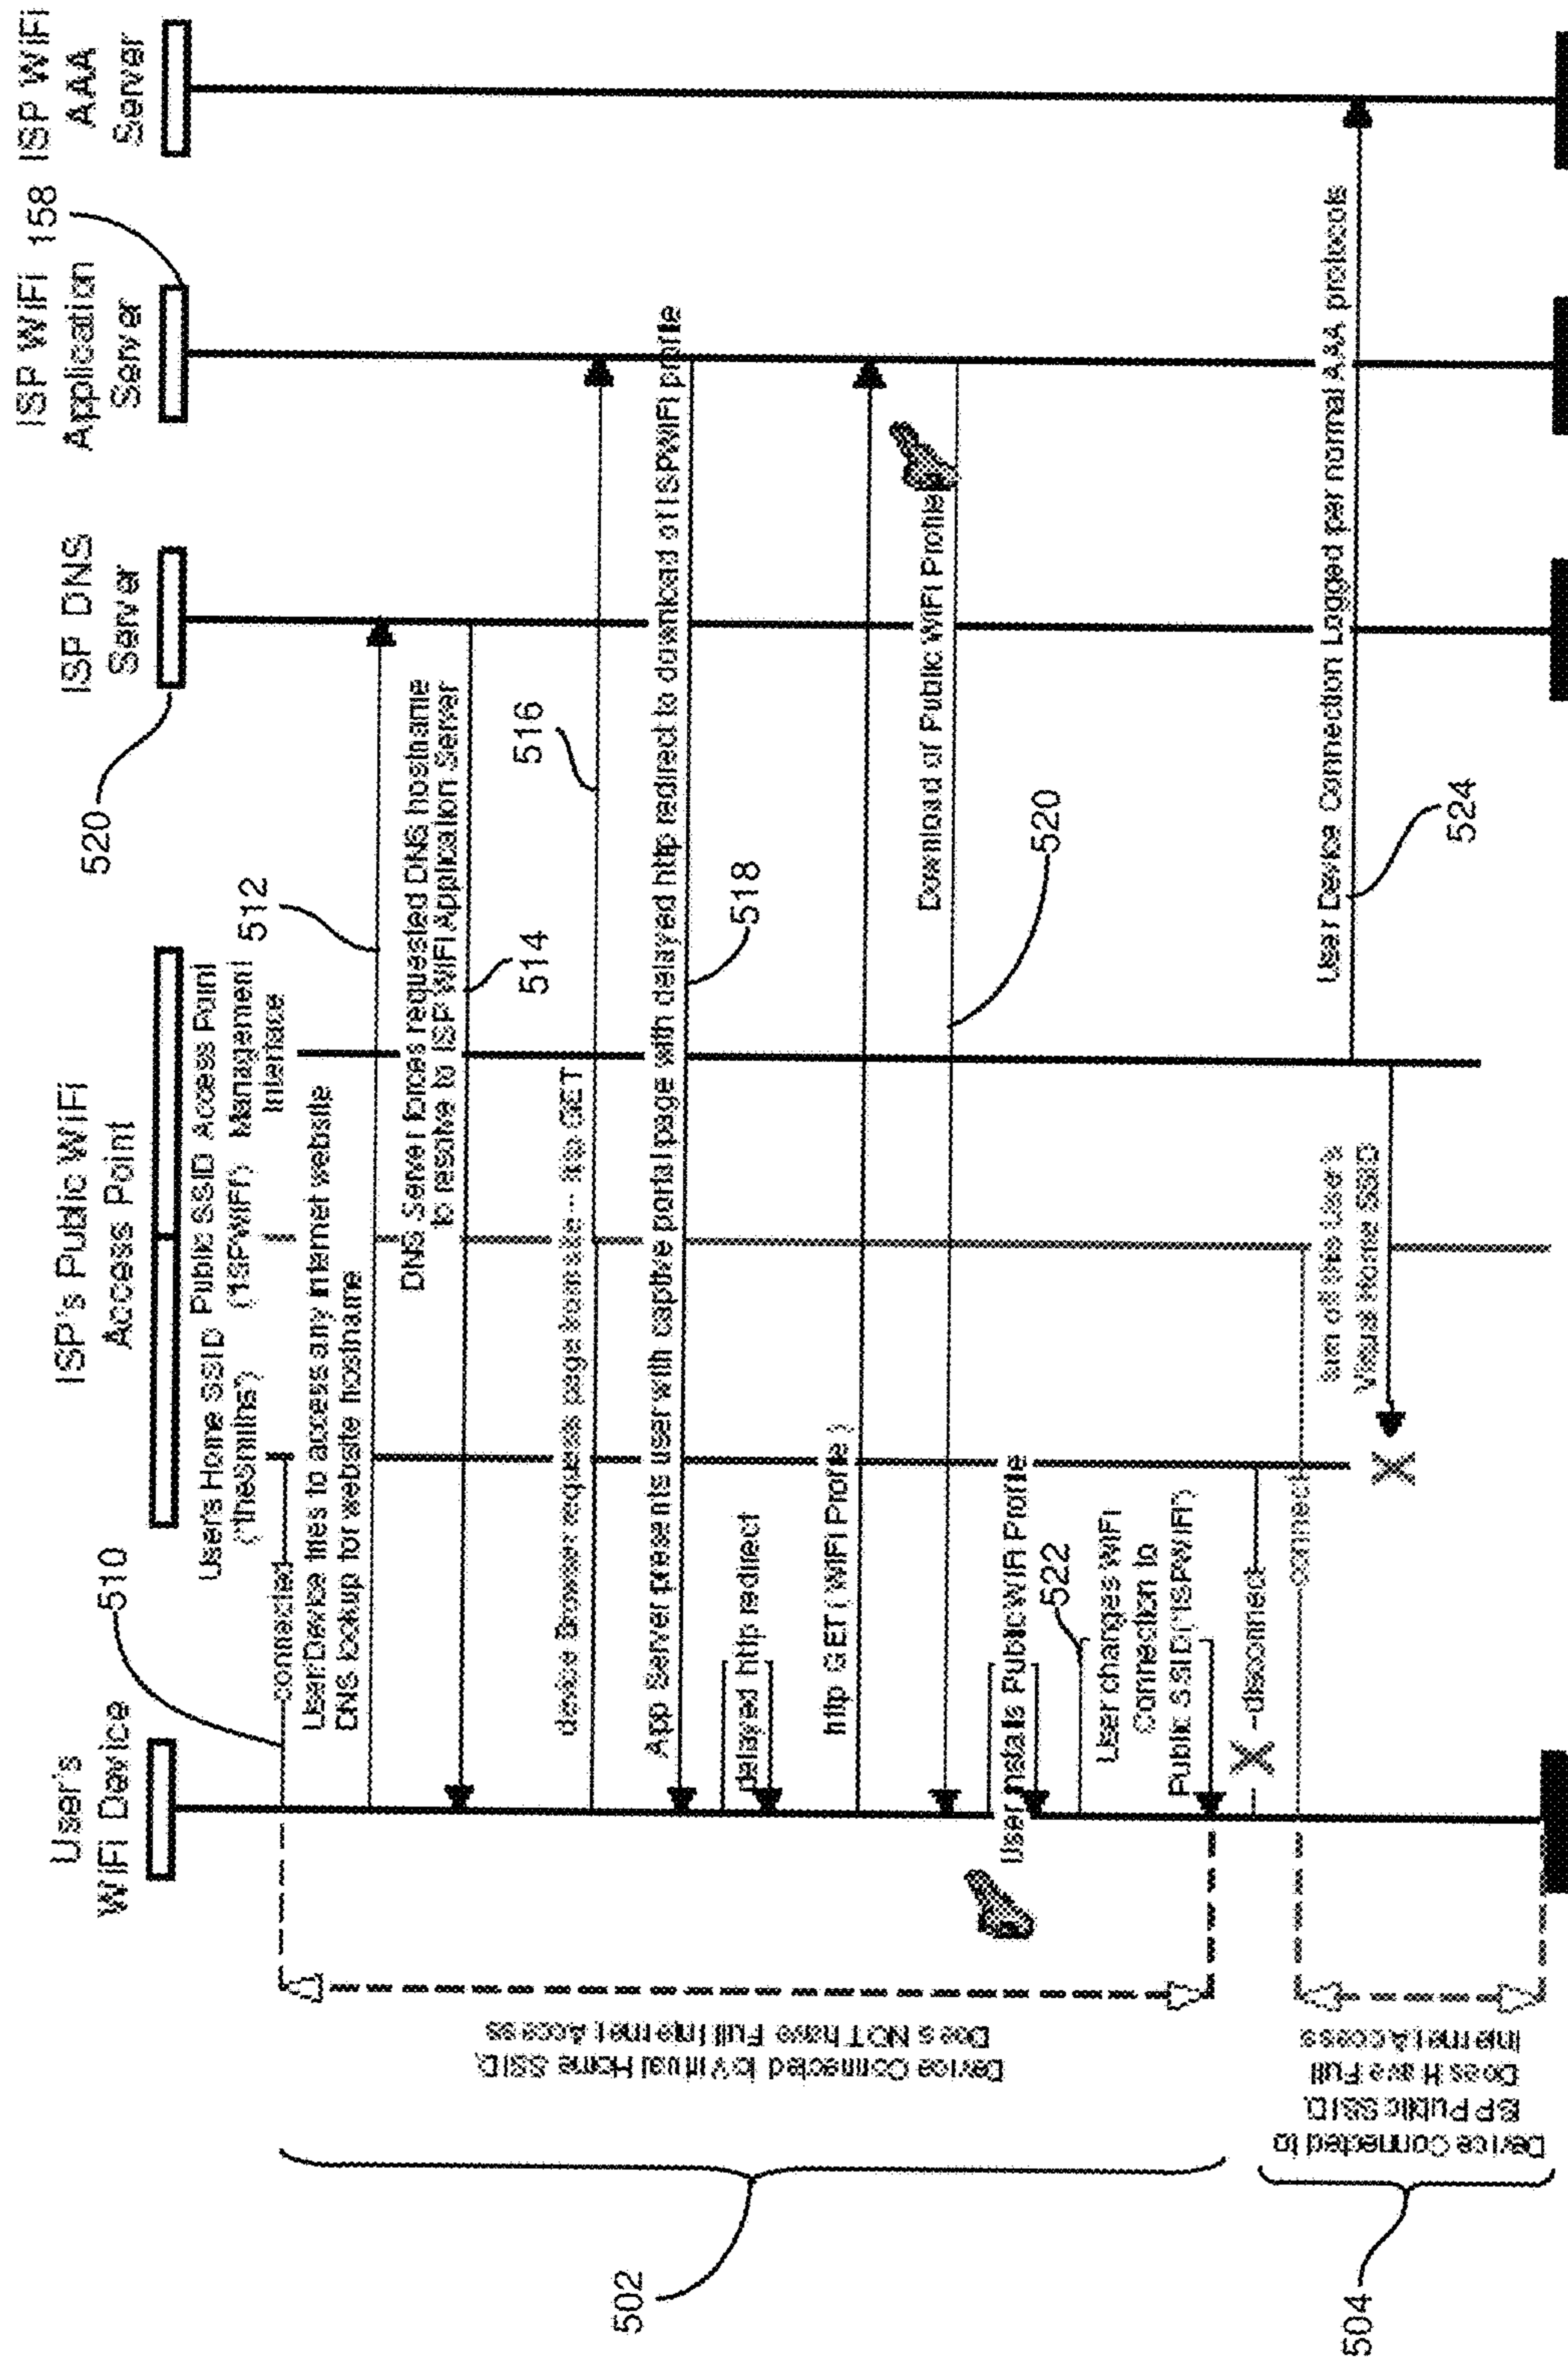 User's
WiFi Device
ISP's Public WiFi
Access Point
ISP DNS
Server
ISP WiFi
Application
Server
ISP WiFi
AAA
Server
158
520
510
User's Home SSID
("theSmiths")
Public SSID
("ISPWiFi")
Access Point
Management
Interface
connected
512
User Device tries to access any internet website
DNS lookup for website hostname
DNS Server forces requested DNS hostname
to resolve to ISP WiFi Application Server
514
516
device Browser requests page from site -- http GET
App Server presents user with captive portal page with delayed http redirect to download of ISPWiFi profile
518
delayed http redirect
http GET ( WiFi Profile )
Download of Public WiFi Profile
520
User Installs Public WiFi Profile
522
User changes WiFi
Connection to
Public SSID ("ISPWiFi")
X
disconnect
connect
User Device Connection Logged per normal AAA protocols
524
turn off this User's
Virtual Home SSID
X
Device Connected to Virtual Home SSID,
Does NOT have Full Internet Access
Device Connected to
ISP Public SSID,
Does Have Full
Internet Access
502
504